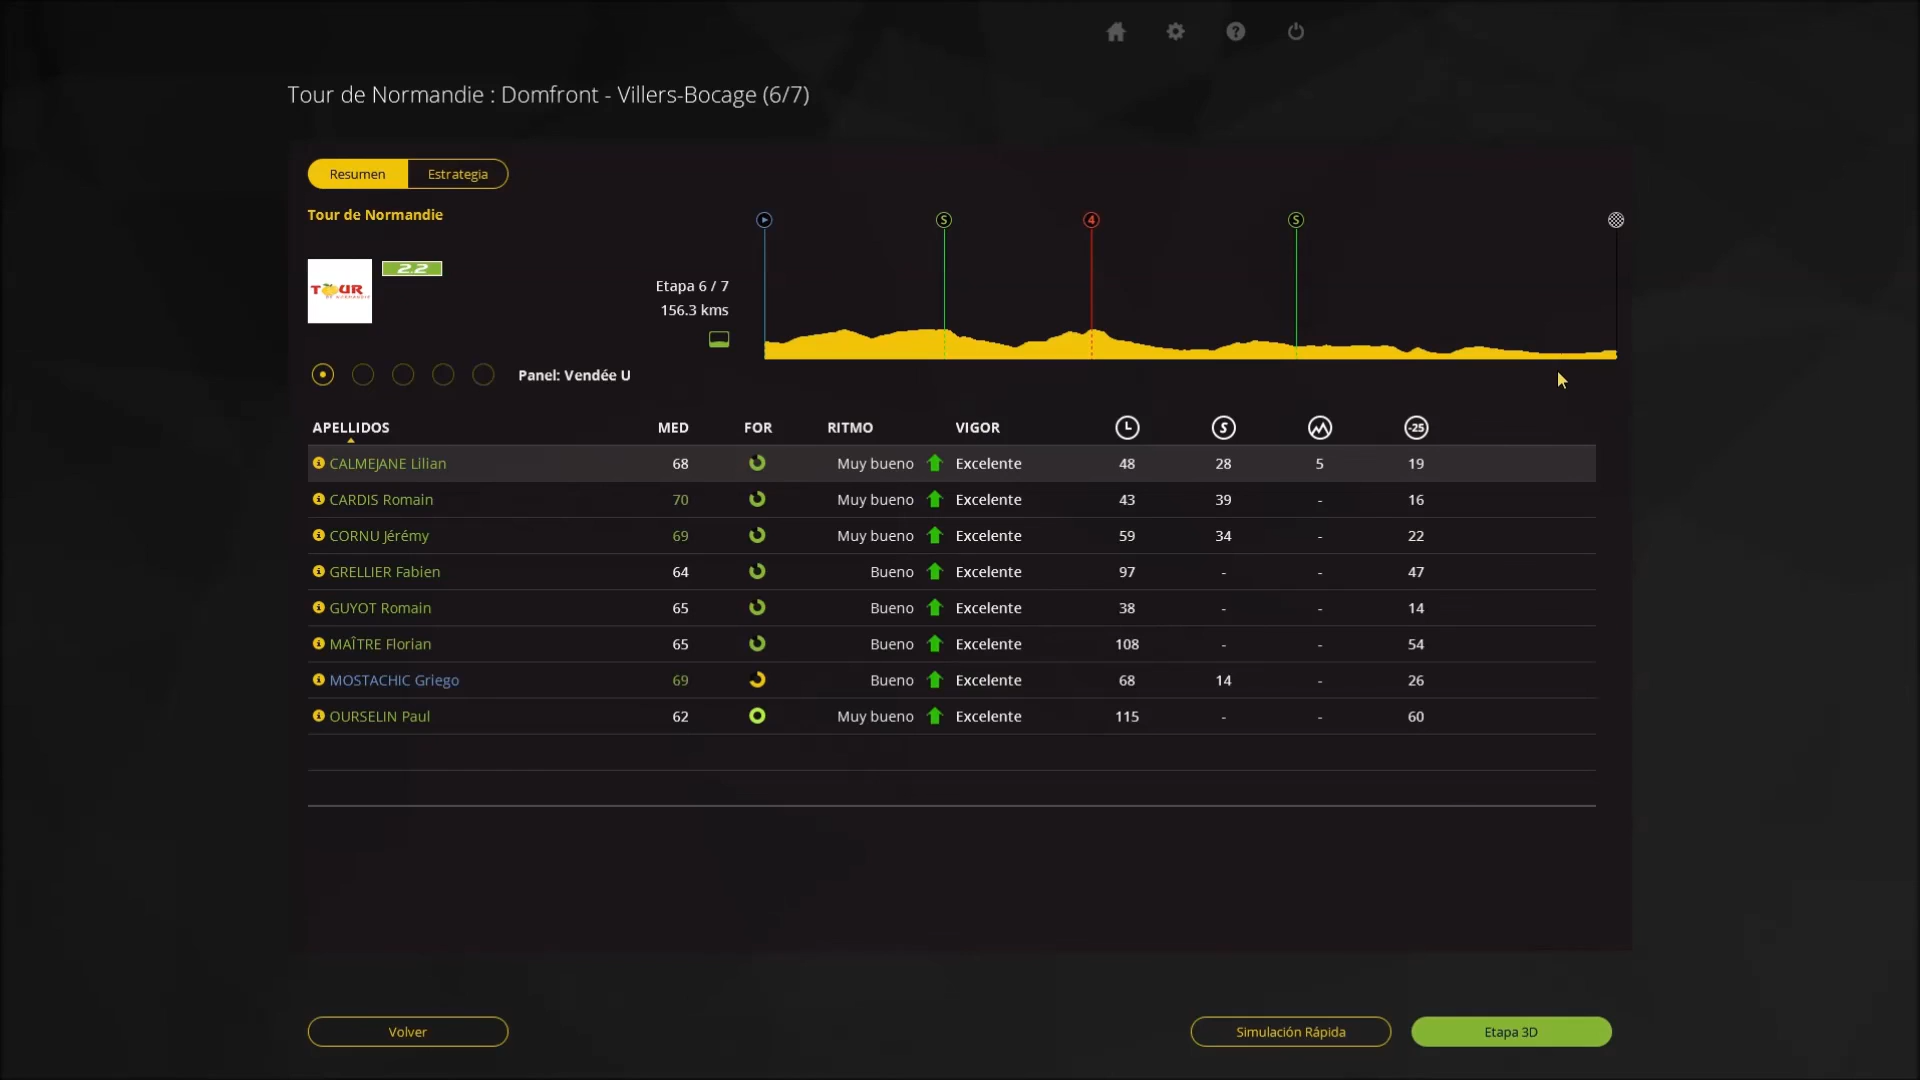 Tour de Normandie : Domfront - Villers-Bocage (6/7)
Resumen Estrategia
Tour de Normandie
S 4 S
2.2
TOUR
DE NORMANDIE
Etapa 6 / 7
156.3 kms
Panel: Vendée U
APELLIDOS MED FOR RITMO VIGOR S -25
CALMEJANE Lilian 68 Muy bueno Excelente 48 28 5 19
CARDIS Romain 70 Muy bueno Excelente 43 39 - 16
CORNU Jérémy 69 Muy bueno Excelente 59 34 - 22
GRELLIER Fabien 64 Bueno Excelente 97 - - 47
GUYOT Romain 65 Bueno Excelente 38 - - 14
MAÎTRE Florian 65 Bueno Excelente 108 - - 54
MOSTACHIC Griego 69 Bueno Excelente 68 14 - 26
OURSELIN Paul 62 Muy bueno Excelente 115 - - 60
Volver Simulación Rápida Etapa 3D